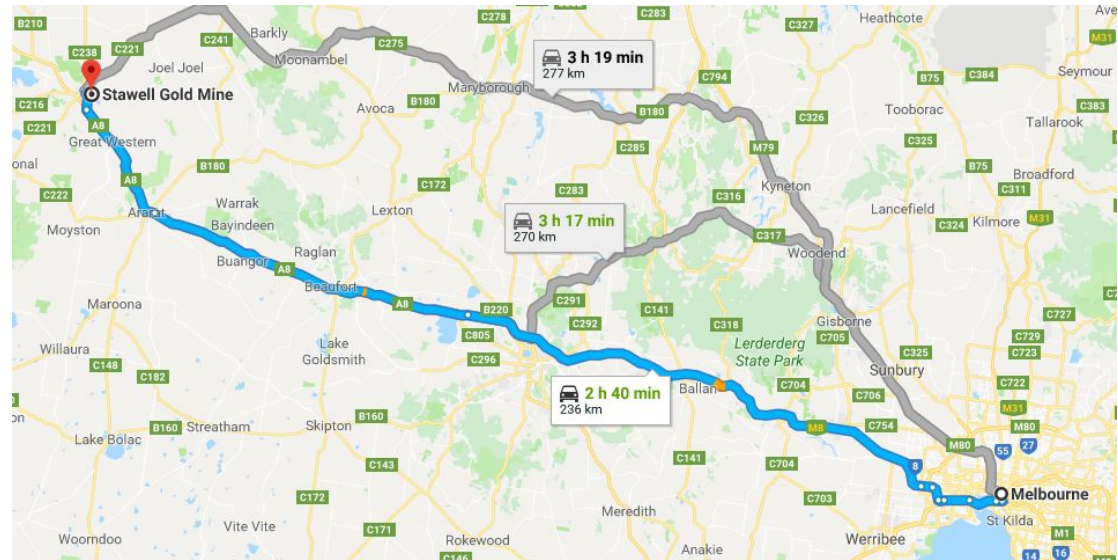 B210
C238
C221
C241
Barkly
C278
C283
C327
Heathcote
M31
Joel Joel
Moonambel
C275
3 h 19 min
277 km
C794
B75
C384
Seymour
Stawell Gold Mine
Avoca
B180
Maryborough
B180
C326
Tooborac
C383
Tallarook
C216
C221
A8
Great Western
C285
C325
B180
M79
B75
Broadford
A8
C172
C283
Kyneton
C311
C222
Warrak
Lexton
C316
Lancefield
C324
Kilmore
M31
Ararat
Bayindeen
3 h 17 min
270 km
C317
Moyston
Raglan
Woodend
Buangor
A8
Beaufort
A8
B220
C291
C141
Maroona
C805
C292
C318
Gisborne
C705
C727
C729
Willaura
C148
Lake
Goldsmith
C296
Lerderderg
State Park
C325
C723
C182
2 h 40 min
236 km
Ballan
C704
Sunbury
C722
C706
M31
B160
Streatham
Skipton
B160
M8
C754
M80
M80
Lake Bolac
C143
C141
C704
8
55
27
C172
C703
Melbourne
Meredith
St Kilda
Vite Vite
C171
Woorndoo
Rokewood
Anakie
Werribee
M1
C146
14
16